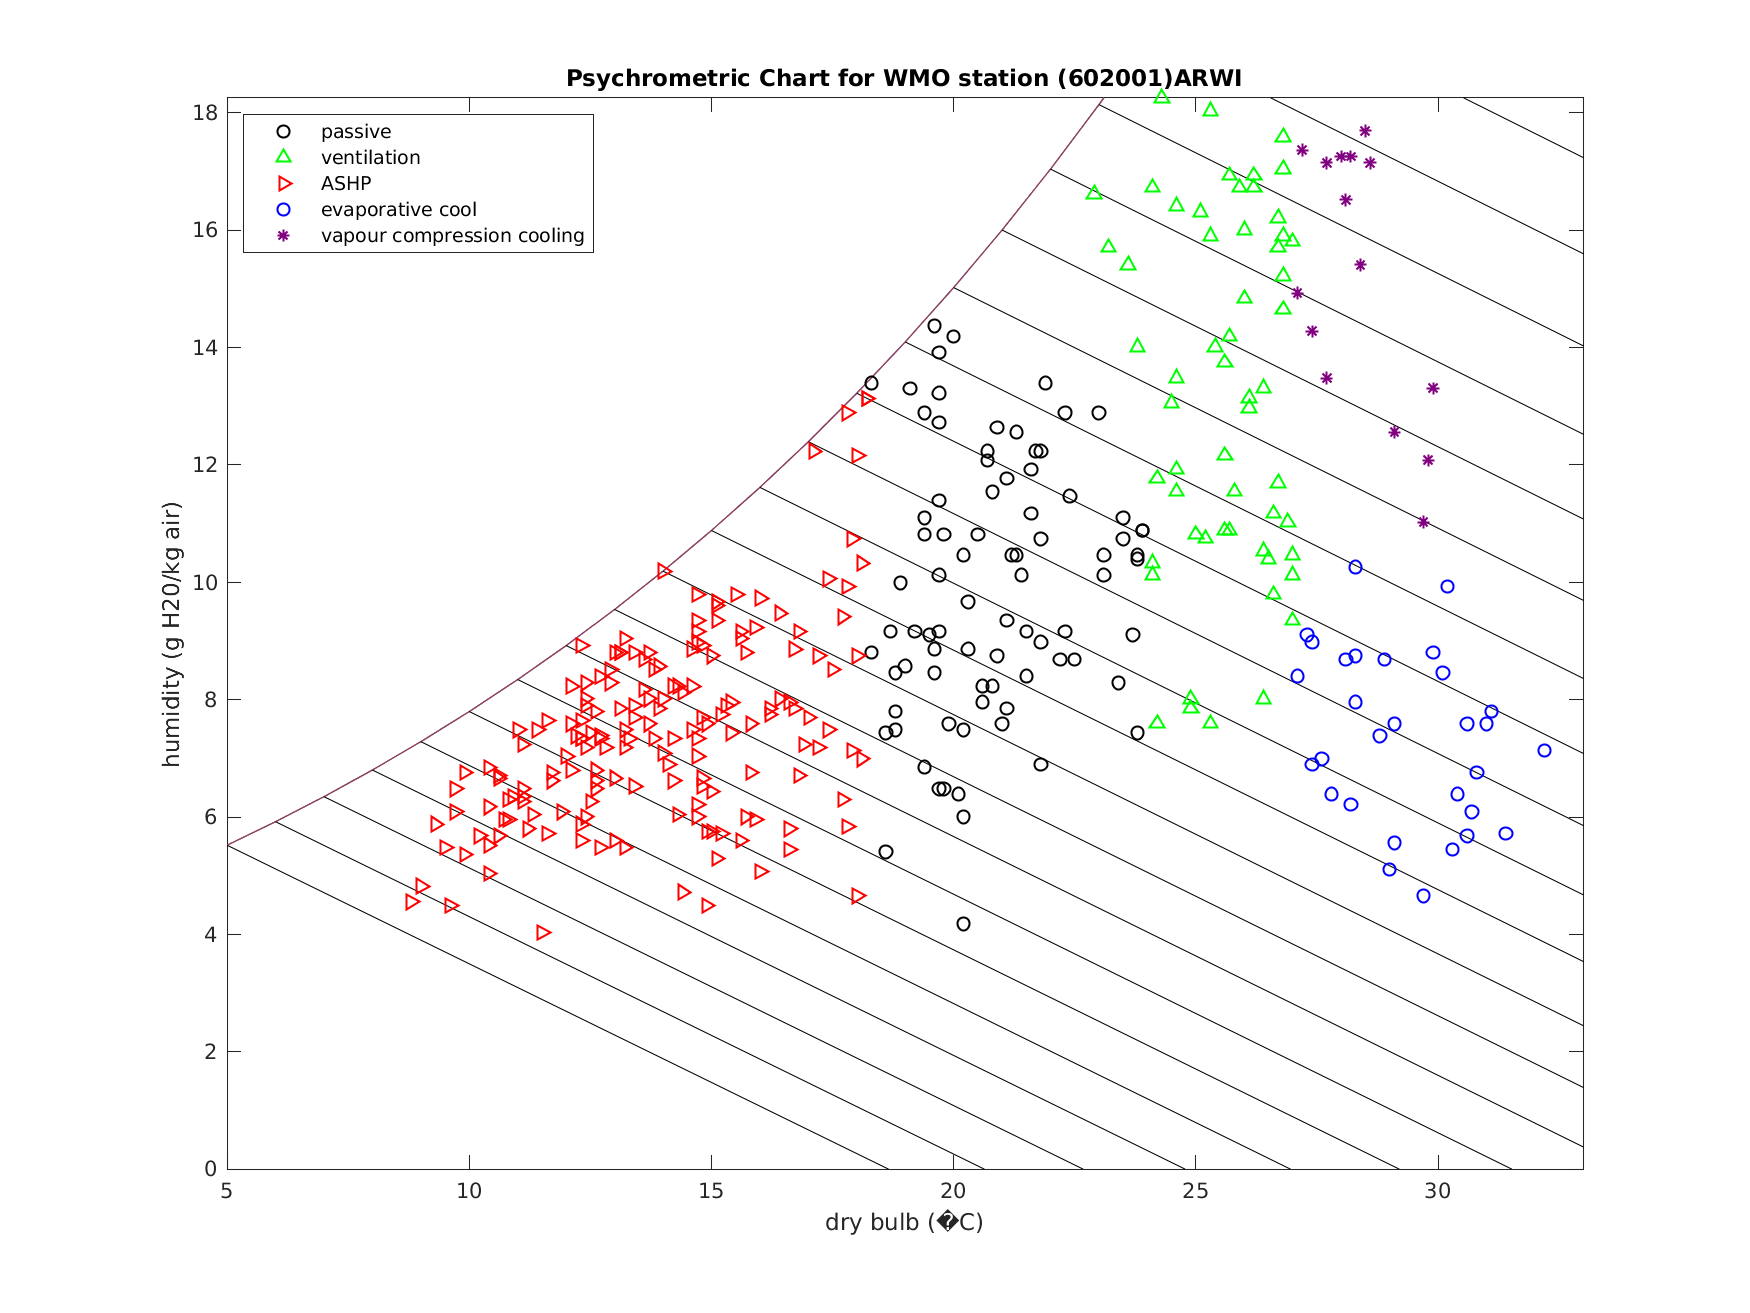 Psychrometric Chart for WMO station (602001)ARWI
passive
ventilation
ASHP
evaporative cool
vapour compression cooling
humidity (g H20/kg air)
18
16
14
12
10
8
6
4
2
0
5 10 15 20 25 30
dry bulb (�C)